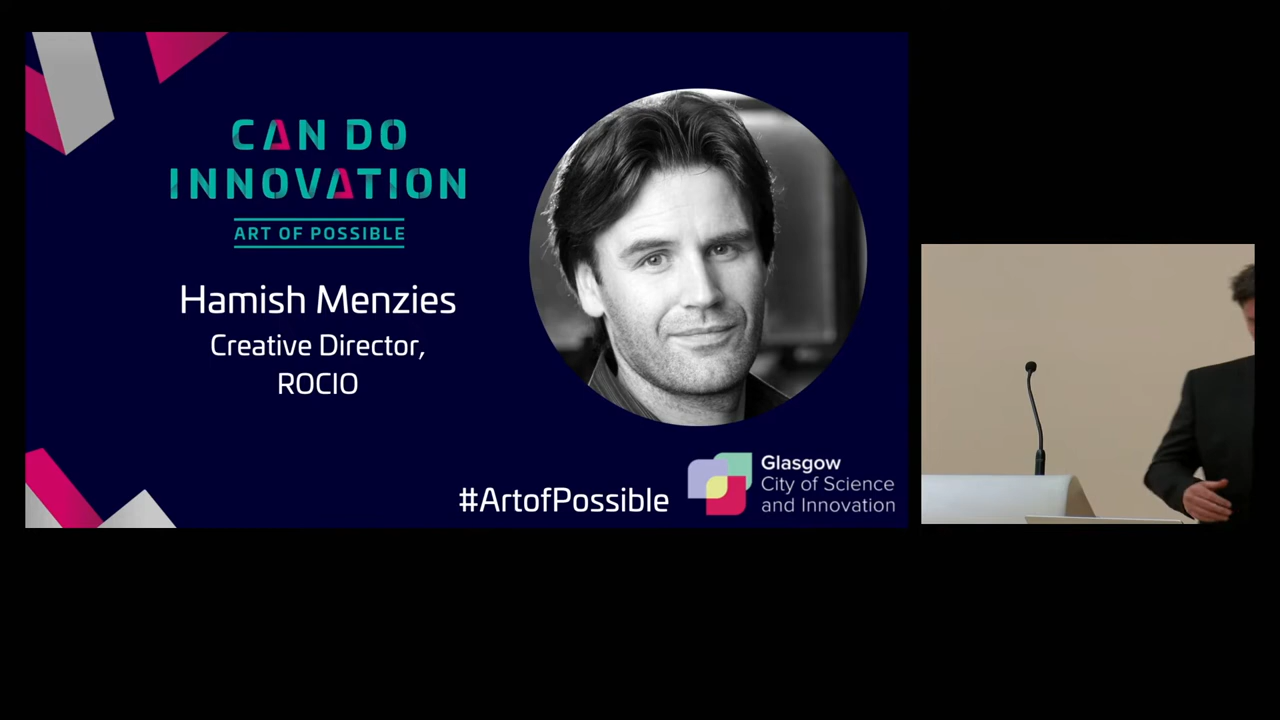 CAN DO
INNOVATION
ART OF POSSIBLE
Hamish Menzies
Creative Director,
ROCIO
#ArtofPossible
Glasgow
City of Science
and Innovation